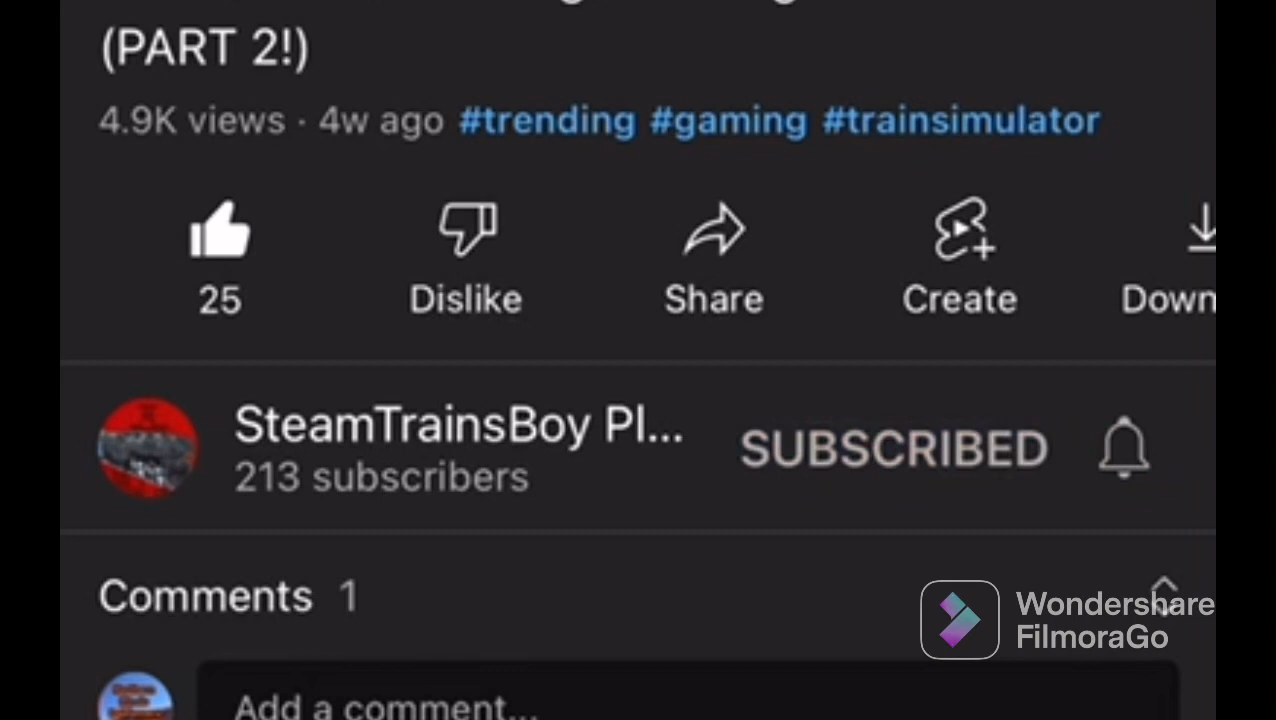 (PART 2!)
4.9K views · 4w ago #trending #gaming #trainsimulator
25 Dislike Share Create Down
SteamTrainsBoy Pl...
213 subscribers
SUBSCRIBED
Comments 1
Wondershare
FilmoraGo
Add a comment...